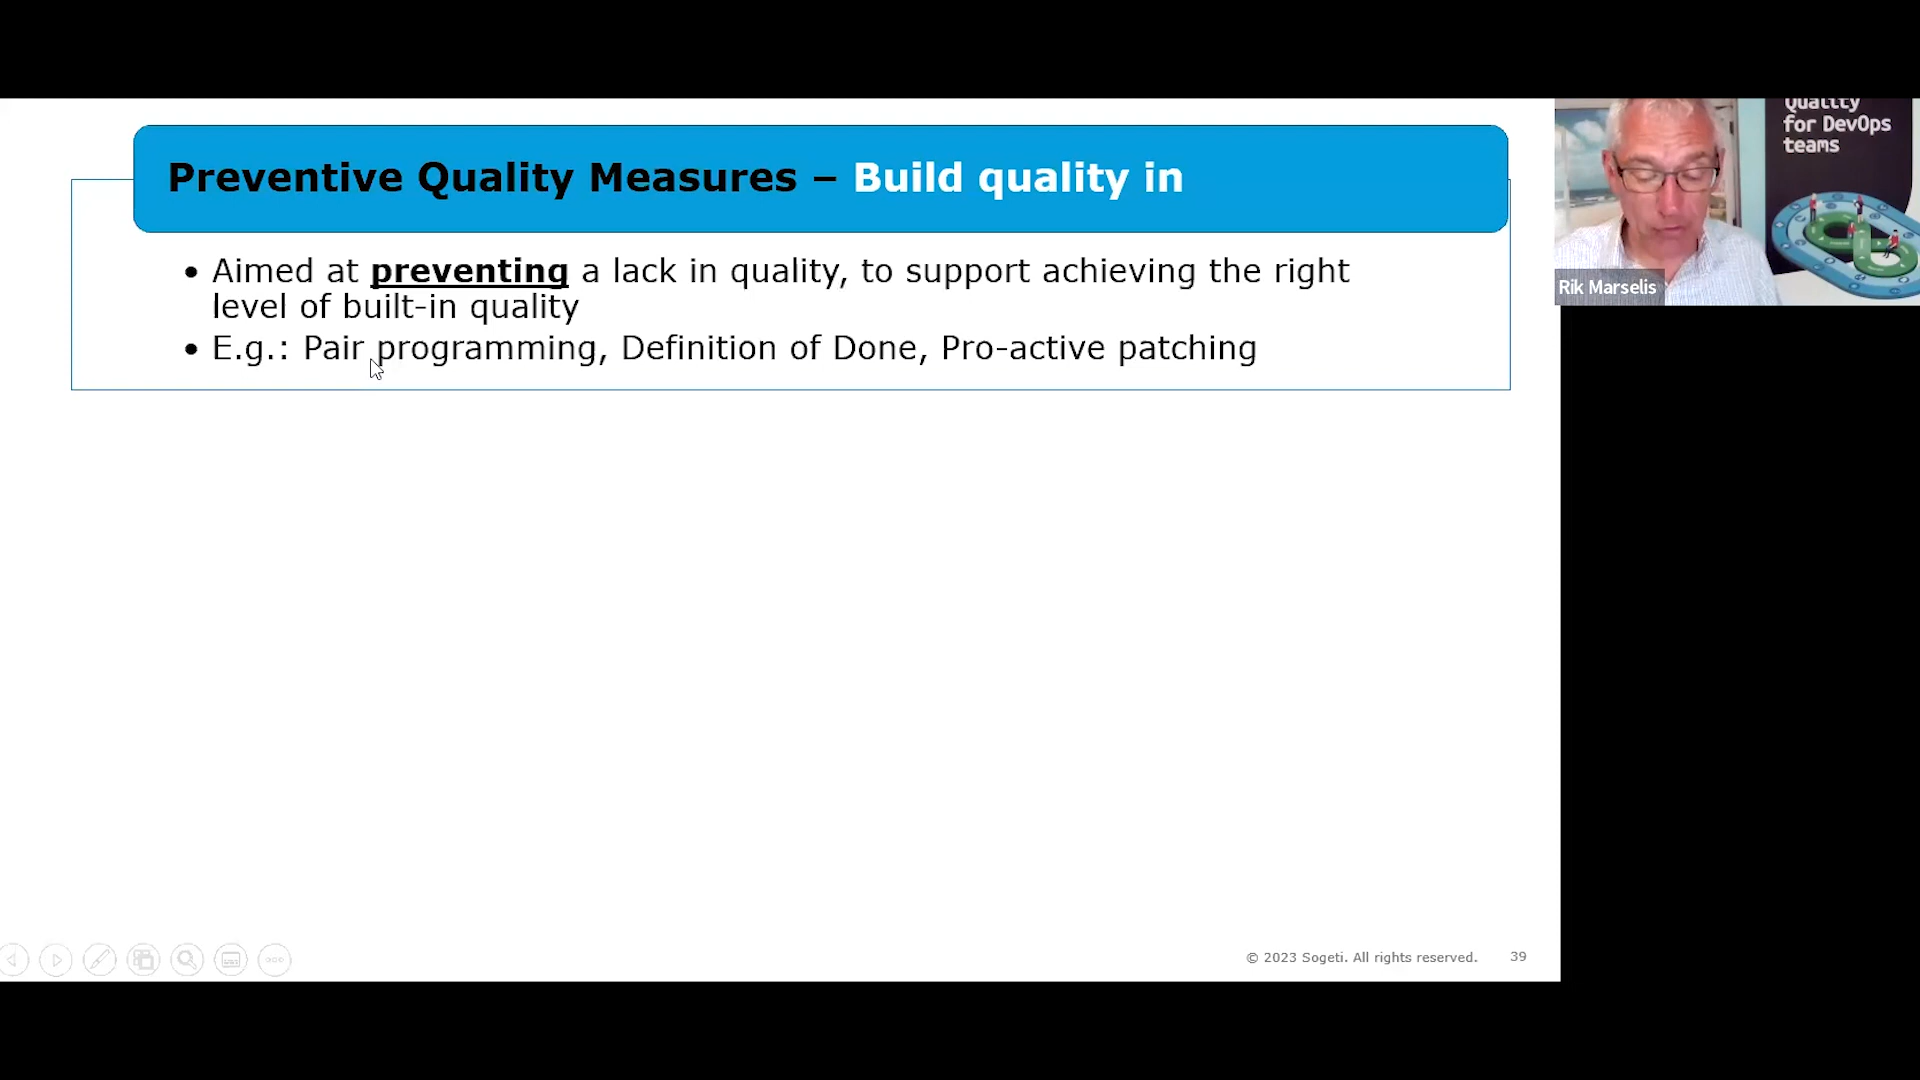 Preventive Quality Measures – Build quality in
• Aimed at preventing a lack in quality, to support achieving the right
level of built-in quality
• E.g.: Pair programming, Definition of Done, Pro-active patching
Quality
for DevOps
teams
Rik Marselis
© 2023 Sogeti. All rights reserved.
39